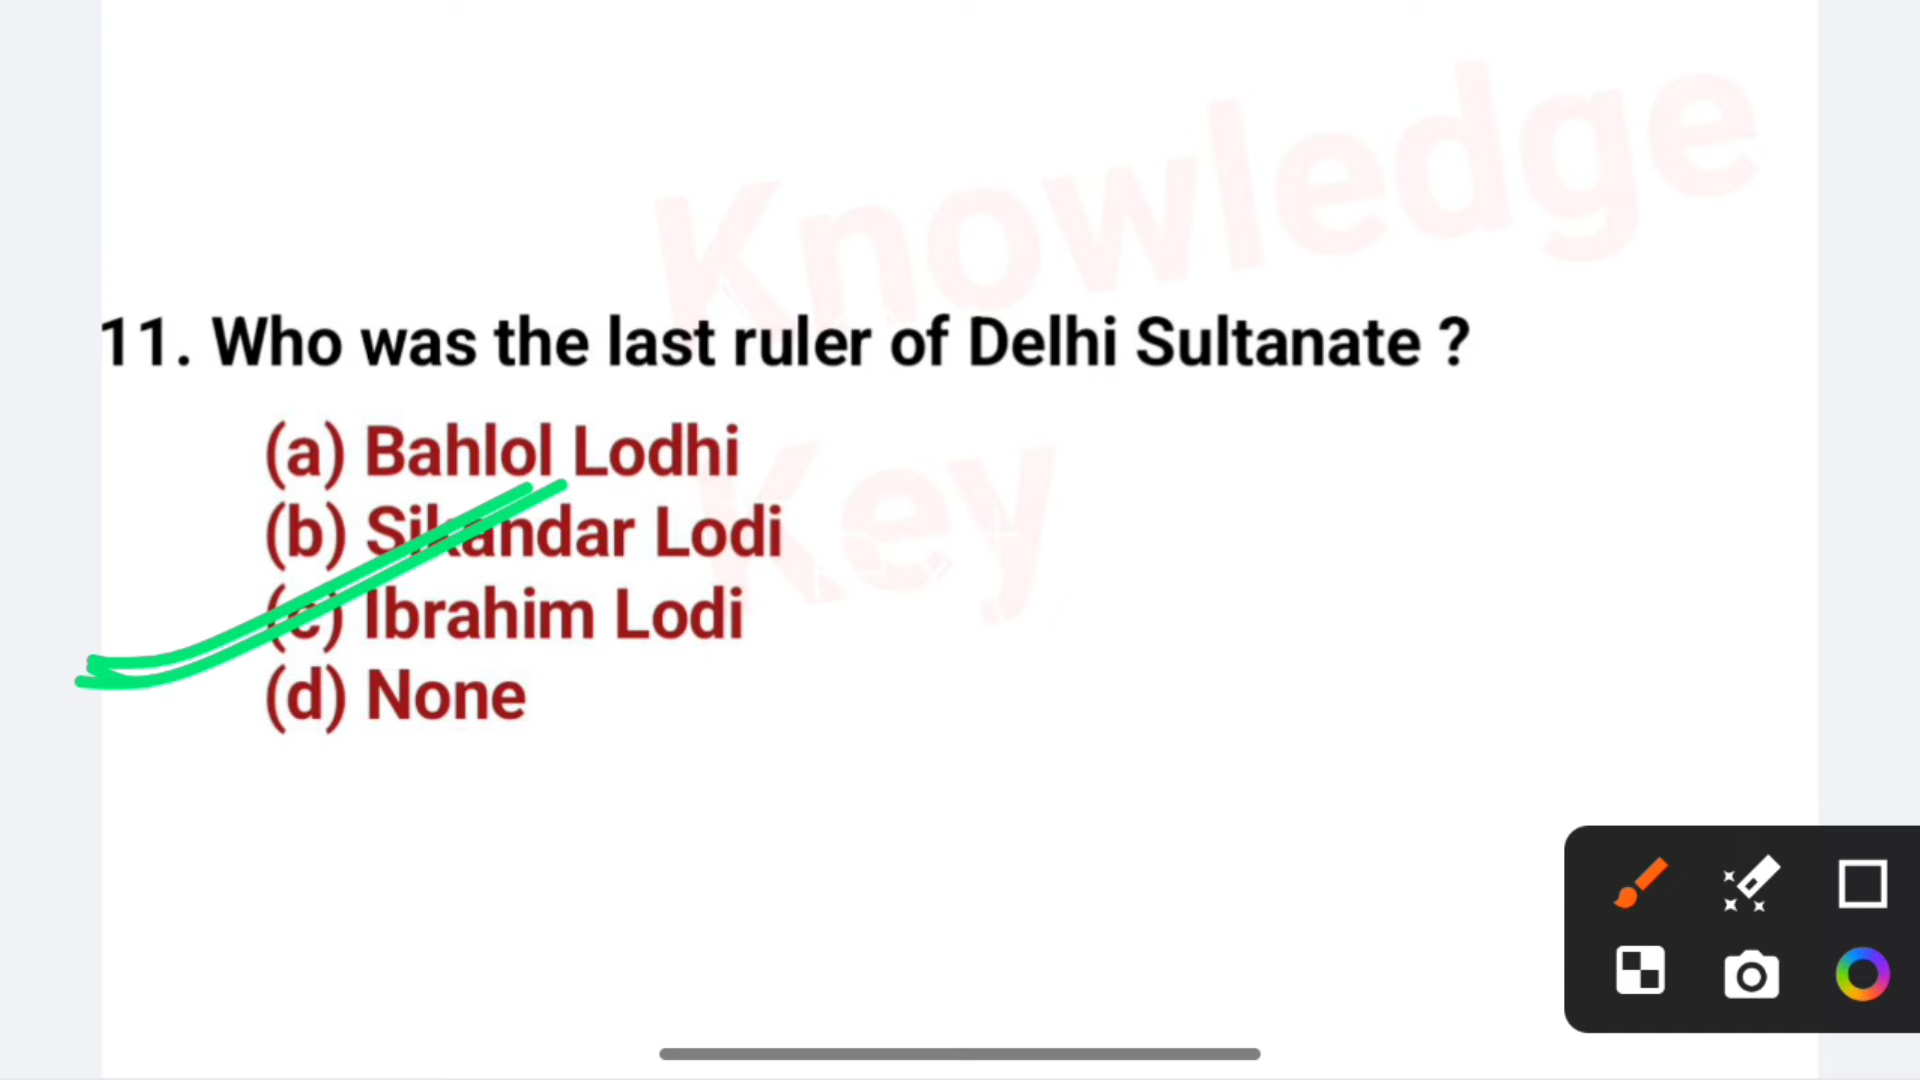 Knowledge
Key
11. Who was the last ruler of Delhi Sultanate ?
(a) Bahlol Lodhi
(b) Sikandar Lodi
(c) Ibrahim Lodi
(d) None